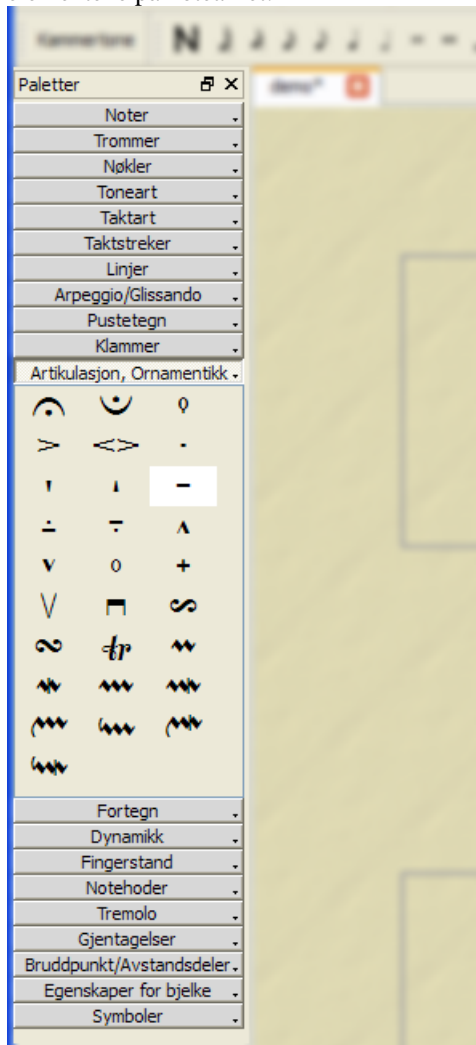 Kammertone
N
Paletter
demo*
Noter
Trommer
Nøkler
Toneart
Taktart
Taktstreker
Linjer
Arpeggio/Glissando
Pustetegn
Klammer
Artikulasjon, Ornamentikk
Fortegn
Dynamikk
Fingerstand
Notehoder
Tremolo
Gjentagelser
Bruddpunkt/Avstandsdeler
Egenskaper for bjelke
Symboler